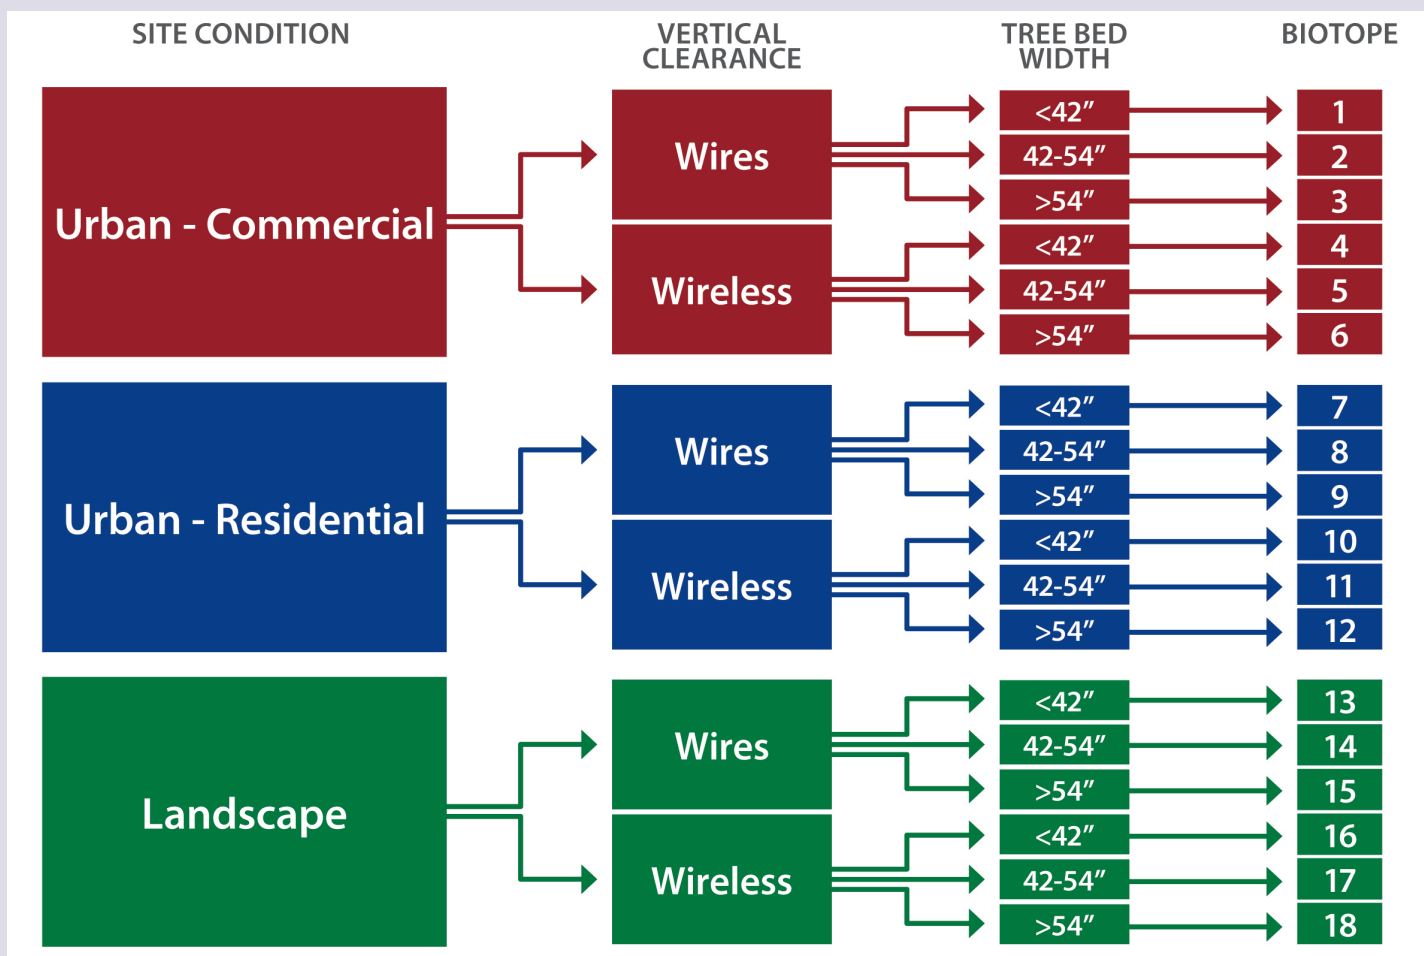 SITE CONDITION
VERTICAL
CLEARANCE
TREE BED
WIDTH
BIOTOPE
Urban - Commercial
Wires
<42”
1
42-54”
2
>54”
3
Wireless
<42”
4
42-54”
5
>54”
6
Urban - Residential
Wires
<42”
7
42-54”
8
>54”
9
Wireless
<42”
10
42-54”
11
>54”
12
Landscape
Wires
<42”
13
42-54”
14
>54”
15
Wireless
<42”
16
42-54”
17
>54”
18